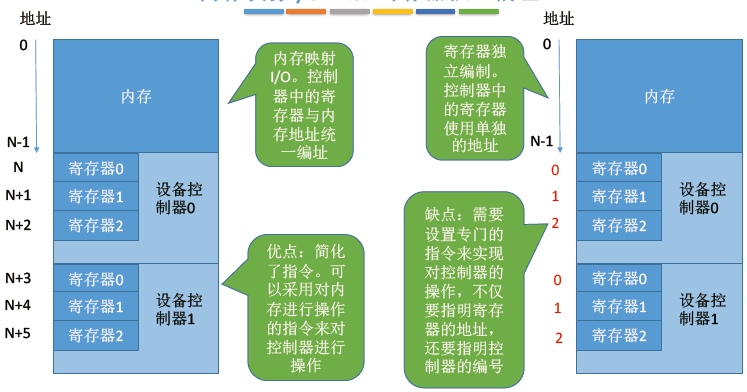 地址
0
内存
N-1
N
寄存器0
N+1
寄存器1
N+2
寄存器2
设备控
制器0
N+3
寄存器0
N+4
寄存器1
N+5
寄存器2
设备控
制器1
内存映射
I/O。控制
器中的寄
存器与内
存地址统
一编址
优点：简化
了指令。可
以采用对内
存进行操作
的指令来对
控制器进行
操作
寄存器独
立编制。
控制器中
的寄存器
使用单独
的地址
缺点：需要
设置专门的
指令来实现
对控制器的
操作，不仅
要指明寄存
器的地址，
还要指明控
制器的编号
地址
0
内存
N-1
0
寄存器0
1
寄存器1
2
寄存器2
设备控
制器0
0
寄存器0
1
寄存器1
2
寄存器2
设备控
制器1